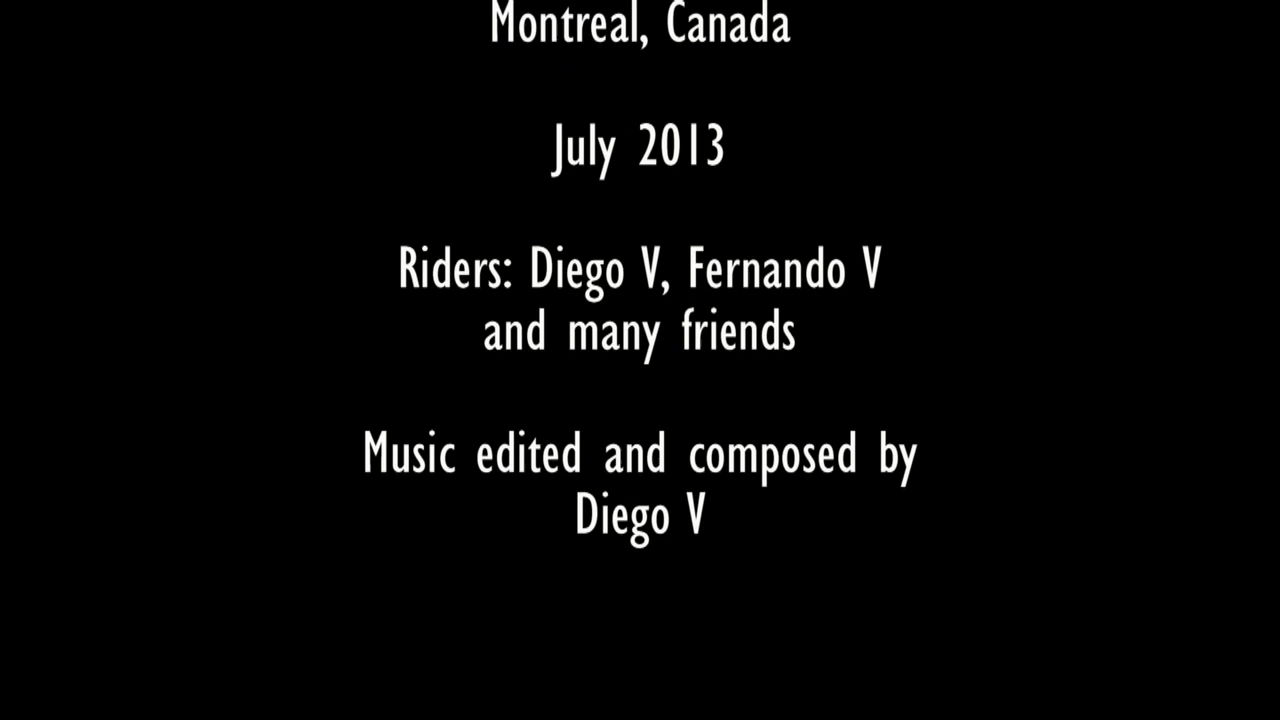 Montreal, Canada
July 2013
Riders: Diego V, Fernando V
and many friends
Music edited and composed by
Diego V